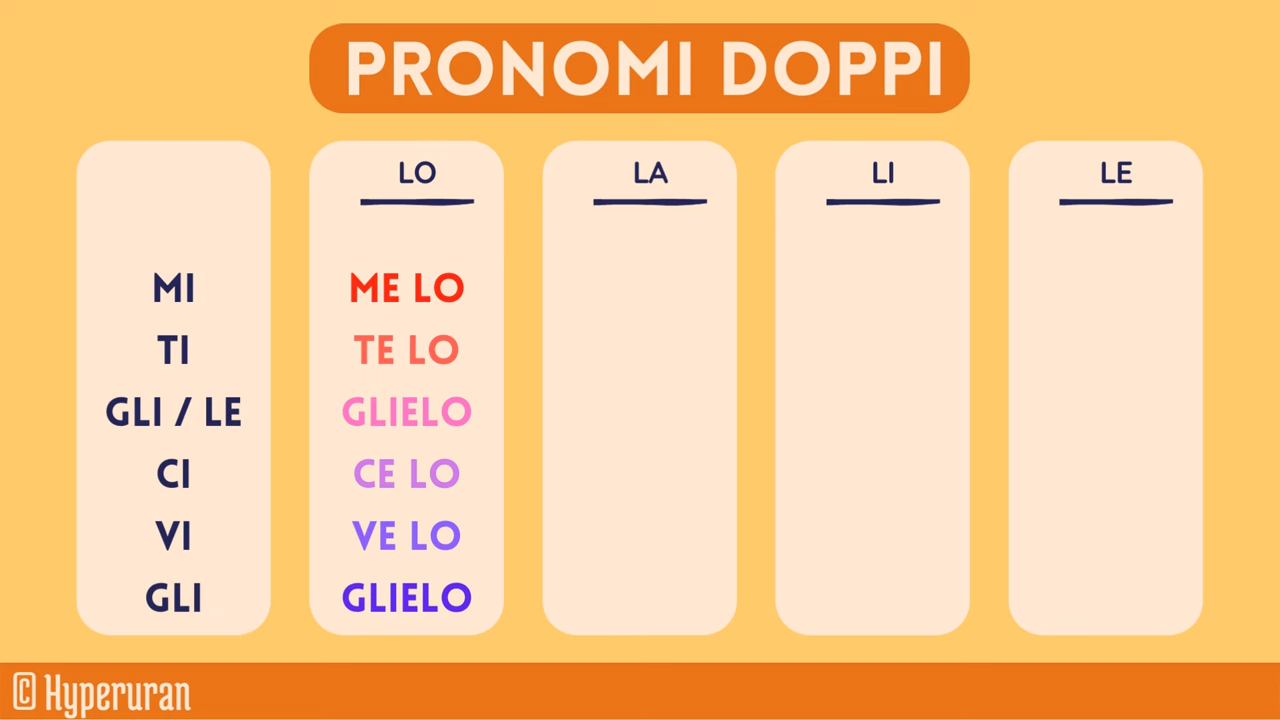 PRONOMI DOPPI
LO LA LI LE
MI ME LO
TI TE LO
GLI / LE GLIELO
CI CE LO
VI VE LO
GLI GLIELO
© Hyperuran